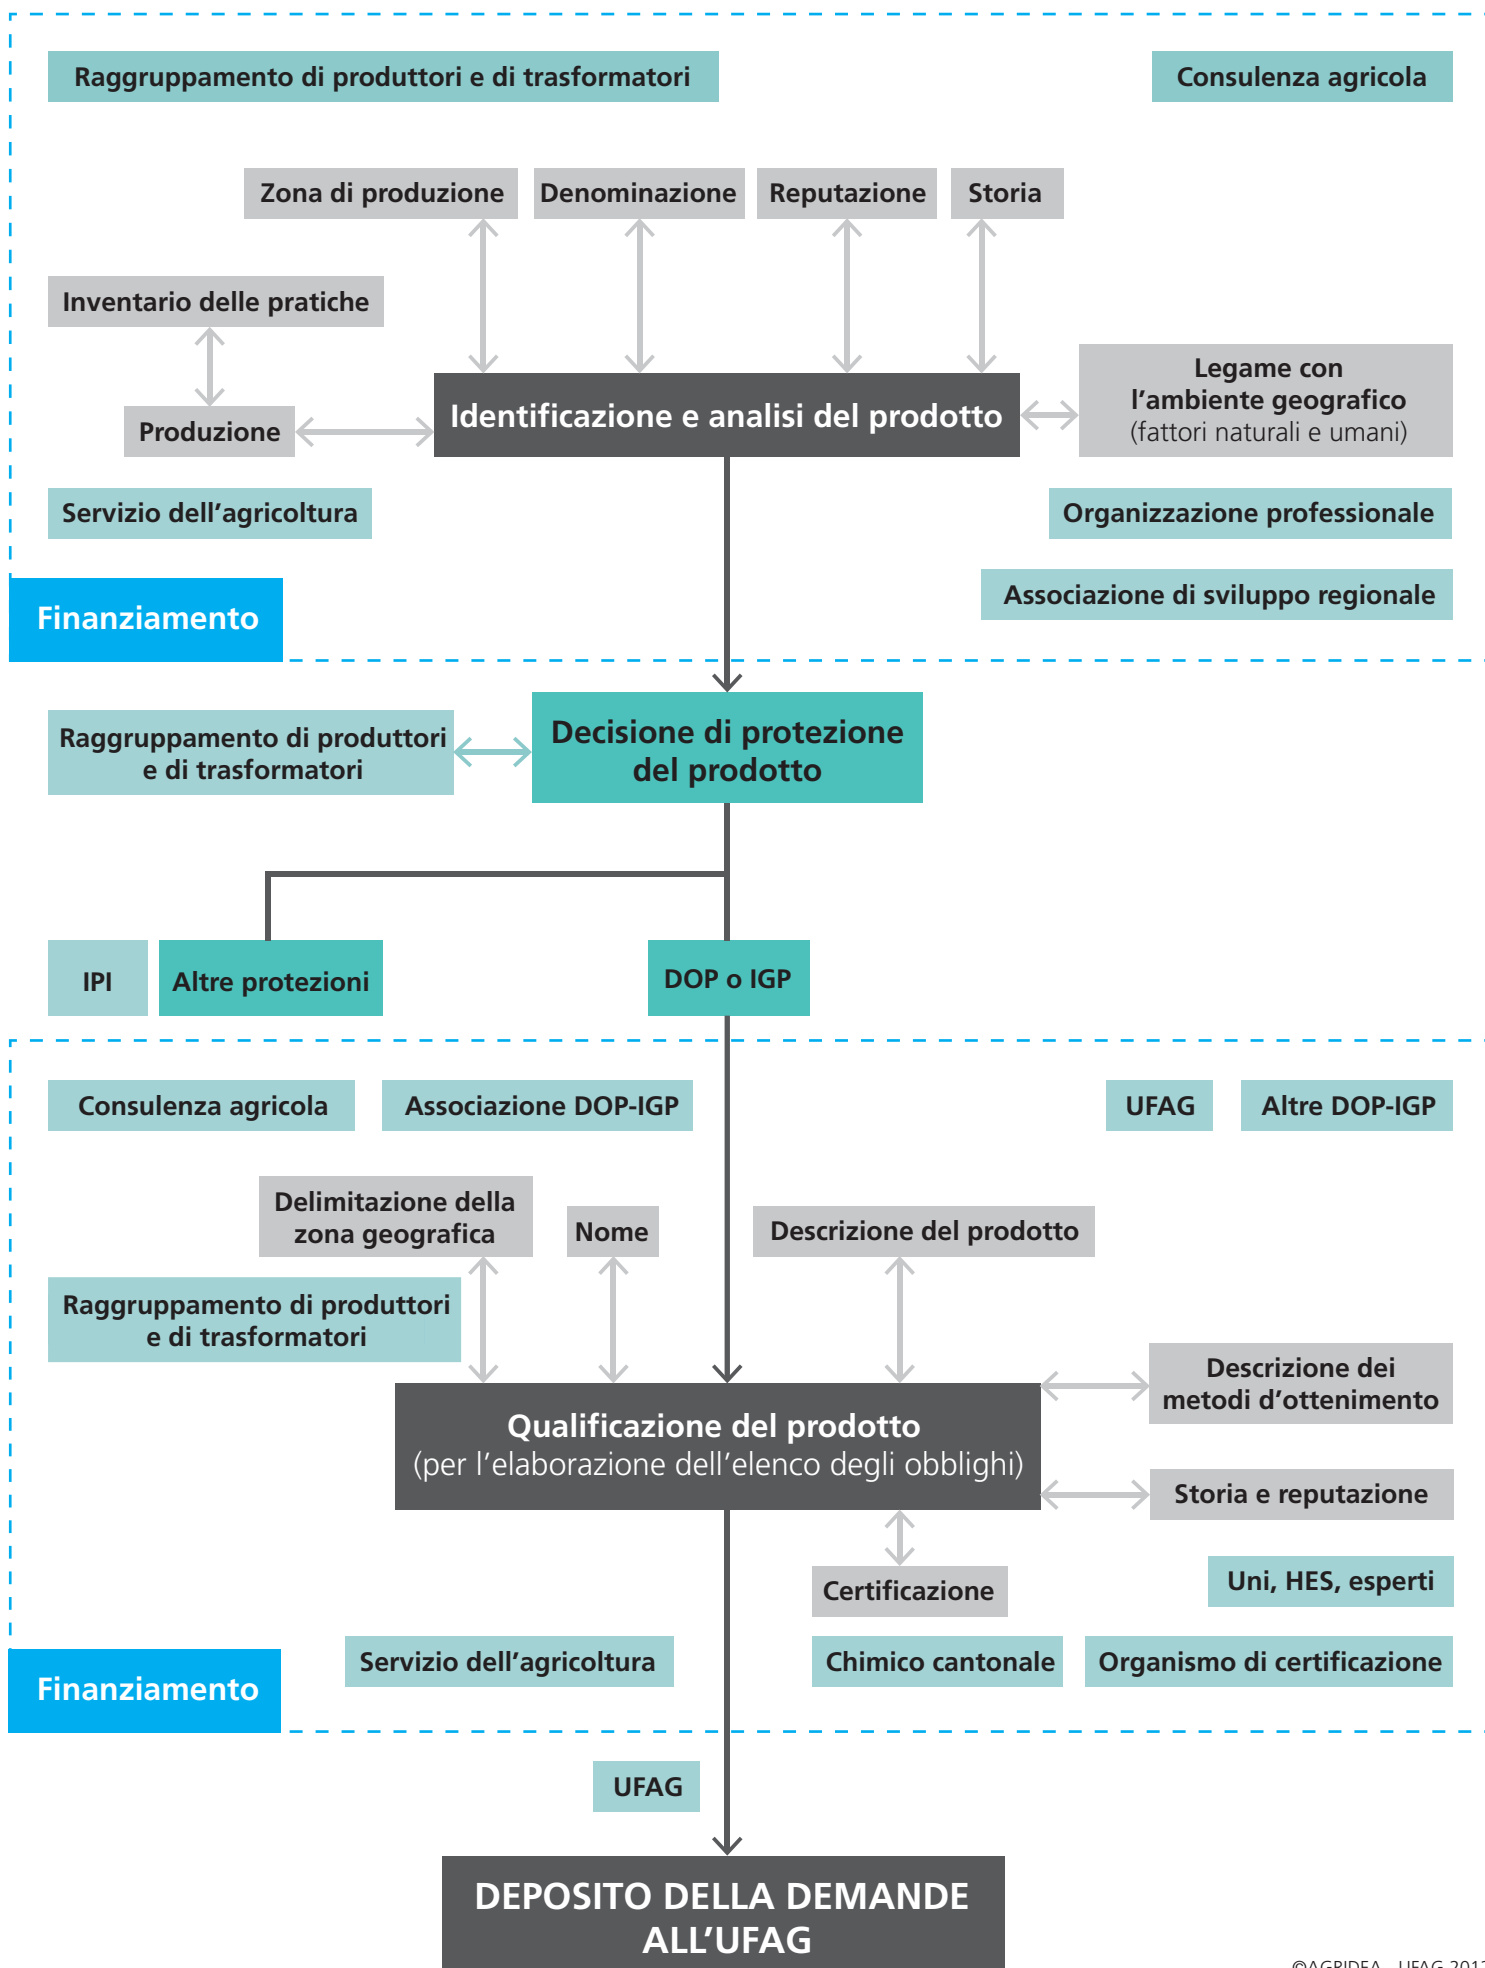 Raggruppamento di produttori e di trasformatori
Consulenza agricola
Zona di produzione
Denominazione
Reputazione
Storia
Inventario delle pratiche
Legame con
l’ambiente geografico
(fattori naturali e umani)
Produzione
Identificazione e analisi del prodotto
Servizio dell’agricoltura
Organizzazione professionale
Associazione di sviluppo regionale
Finanziamento
Raggruppamento di produttori
e di trasformatori
Decisione di protezione
del prodotto
IPI
Altre protezioni
DOP o IGP
Consulenza agricola
Associazione DOP-IGP
UFAG
Altre DOP-IGP
Delimitazione della
zona geografica
Nome
Descrizione del prodotto
Raggruppamento di produttori
e di trasformatori
Descrizione dei
metodi d’ottenimento
Qualificazione del prodotto
(per l’elaborazione dell’elenco degli obblighi)
Storia e reputazione
Certificazione
Uni, HES, esperti
Servizio dell’agricoltura
Chimico cantonale
Organismo di certificazione
Finanziamento
UFAG
DEPOSITO DELLA DEMANDE
ALL’UFAG
©AGRIDEA - UFAG